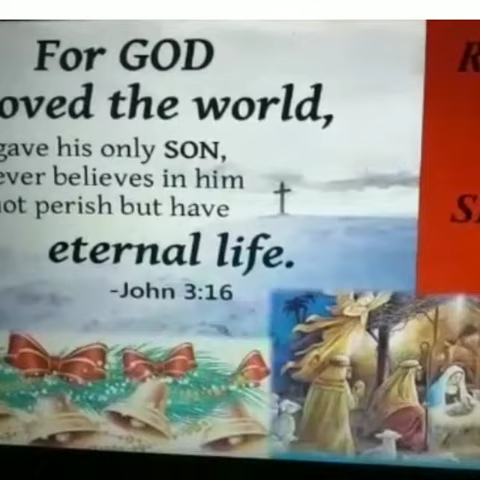 For GOD
oved the world,
gave his only SON,
ever believes in him
not perish but have
eternal life.
-John 3:16
R
S